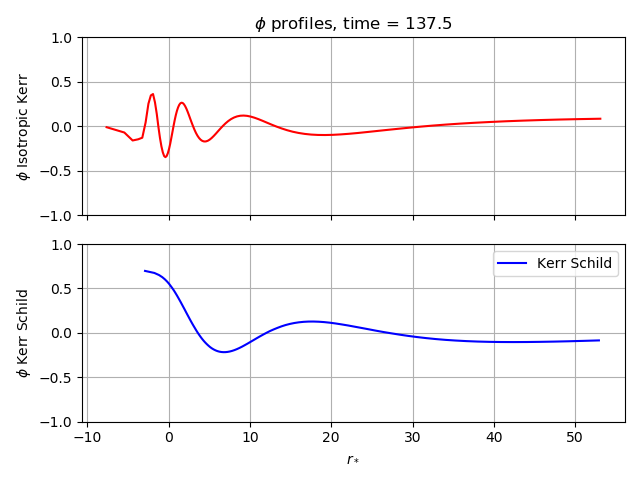 ϕ profiles, time = 137.5
ϕ Isotropic Kerr
1.0
0.5
0.0
−0.5
−1.0
Kerr Schild
ϕ Kerr Schild
1.0
0.5
0.0
−0.5
−1.0
−10 0 10 20 30 40 50
r*